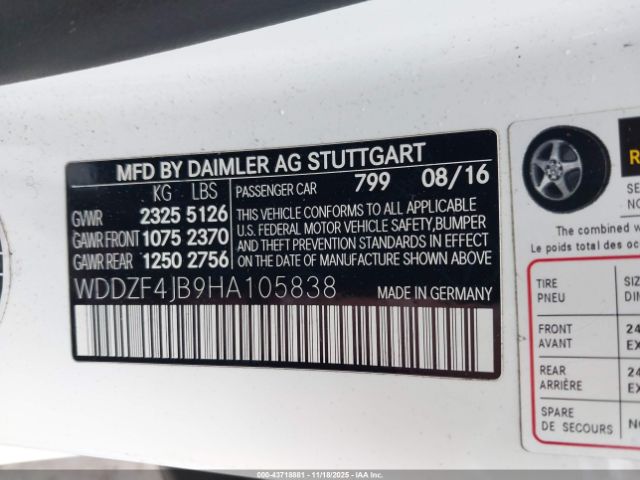 MFD BY DAIMLER AG STUTTGART
KG LBS PASSENGER CAR 799 08/16
GVWR 2325 5126
GAWR FRONT 1075 2370
GAWR REAR 1250 2756
THIS VEHICLE CONFORMS TO ALL APPLICABLE
U.S. FEDERAL MOTOR VEHICLE SAFETY,BUMPER
AND THEFT PREVENTION STANDARDS IN EFFECT
ON THE DATE OF MANUFACTURE SHOWN ABOVE
WDDZF4JB9HA105838 MADE IN GERMANY
The combined w
Le poids total des oc
TIRE
PNEU
FRONT
AVANT
REAR
ARRIÈRE
SPARE
DE SECOURS
000-43718881 - 11/18/2025 - COPYRIGHT IAA, LLC